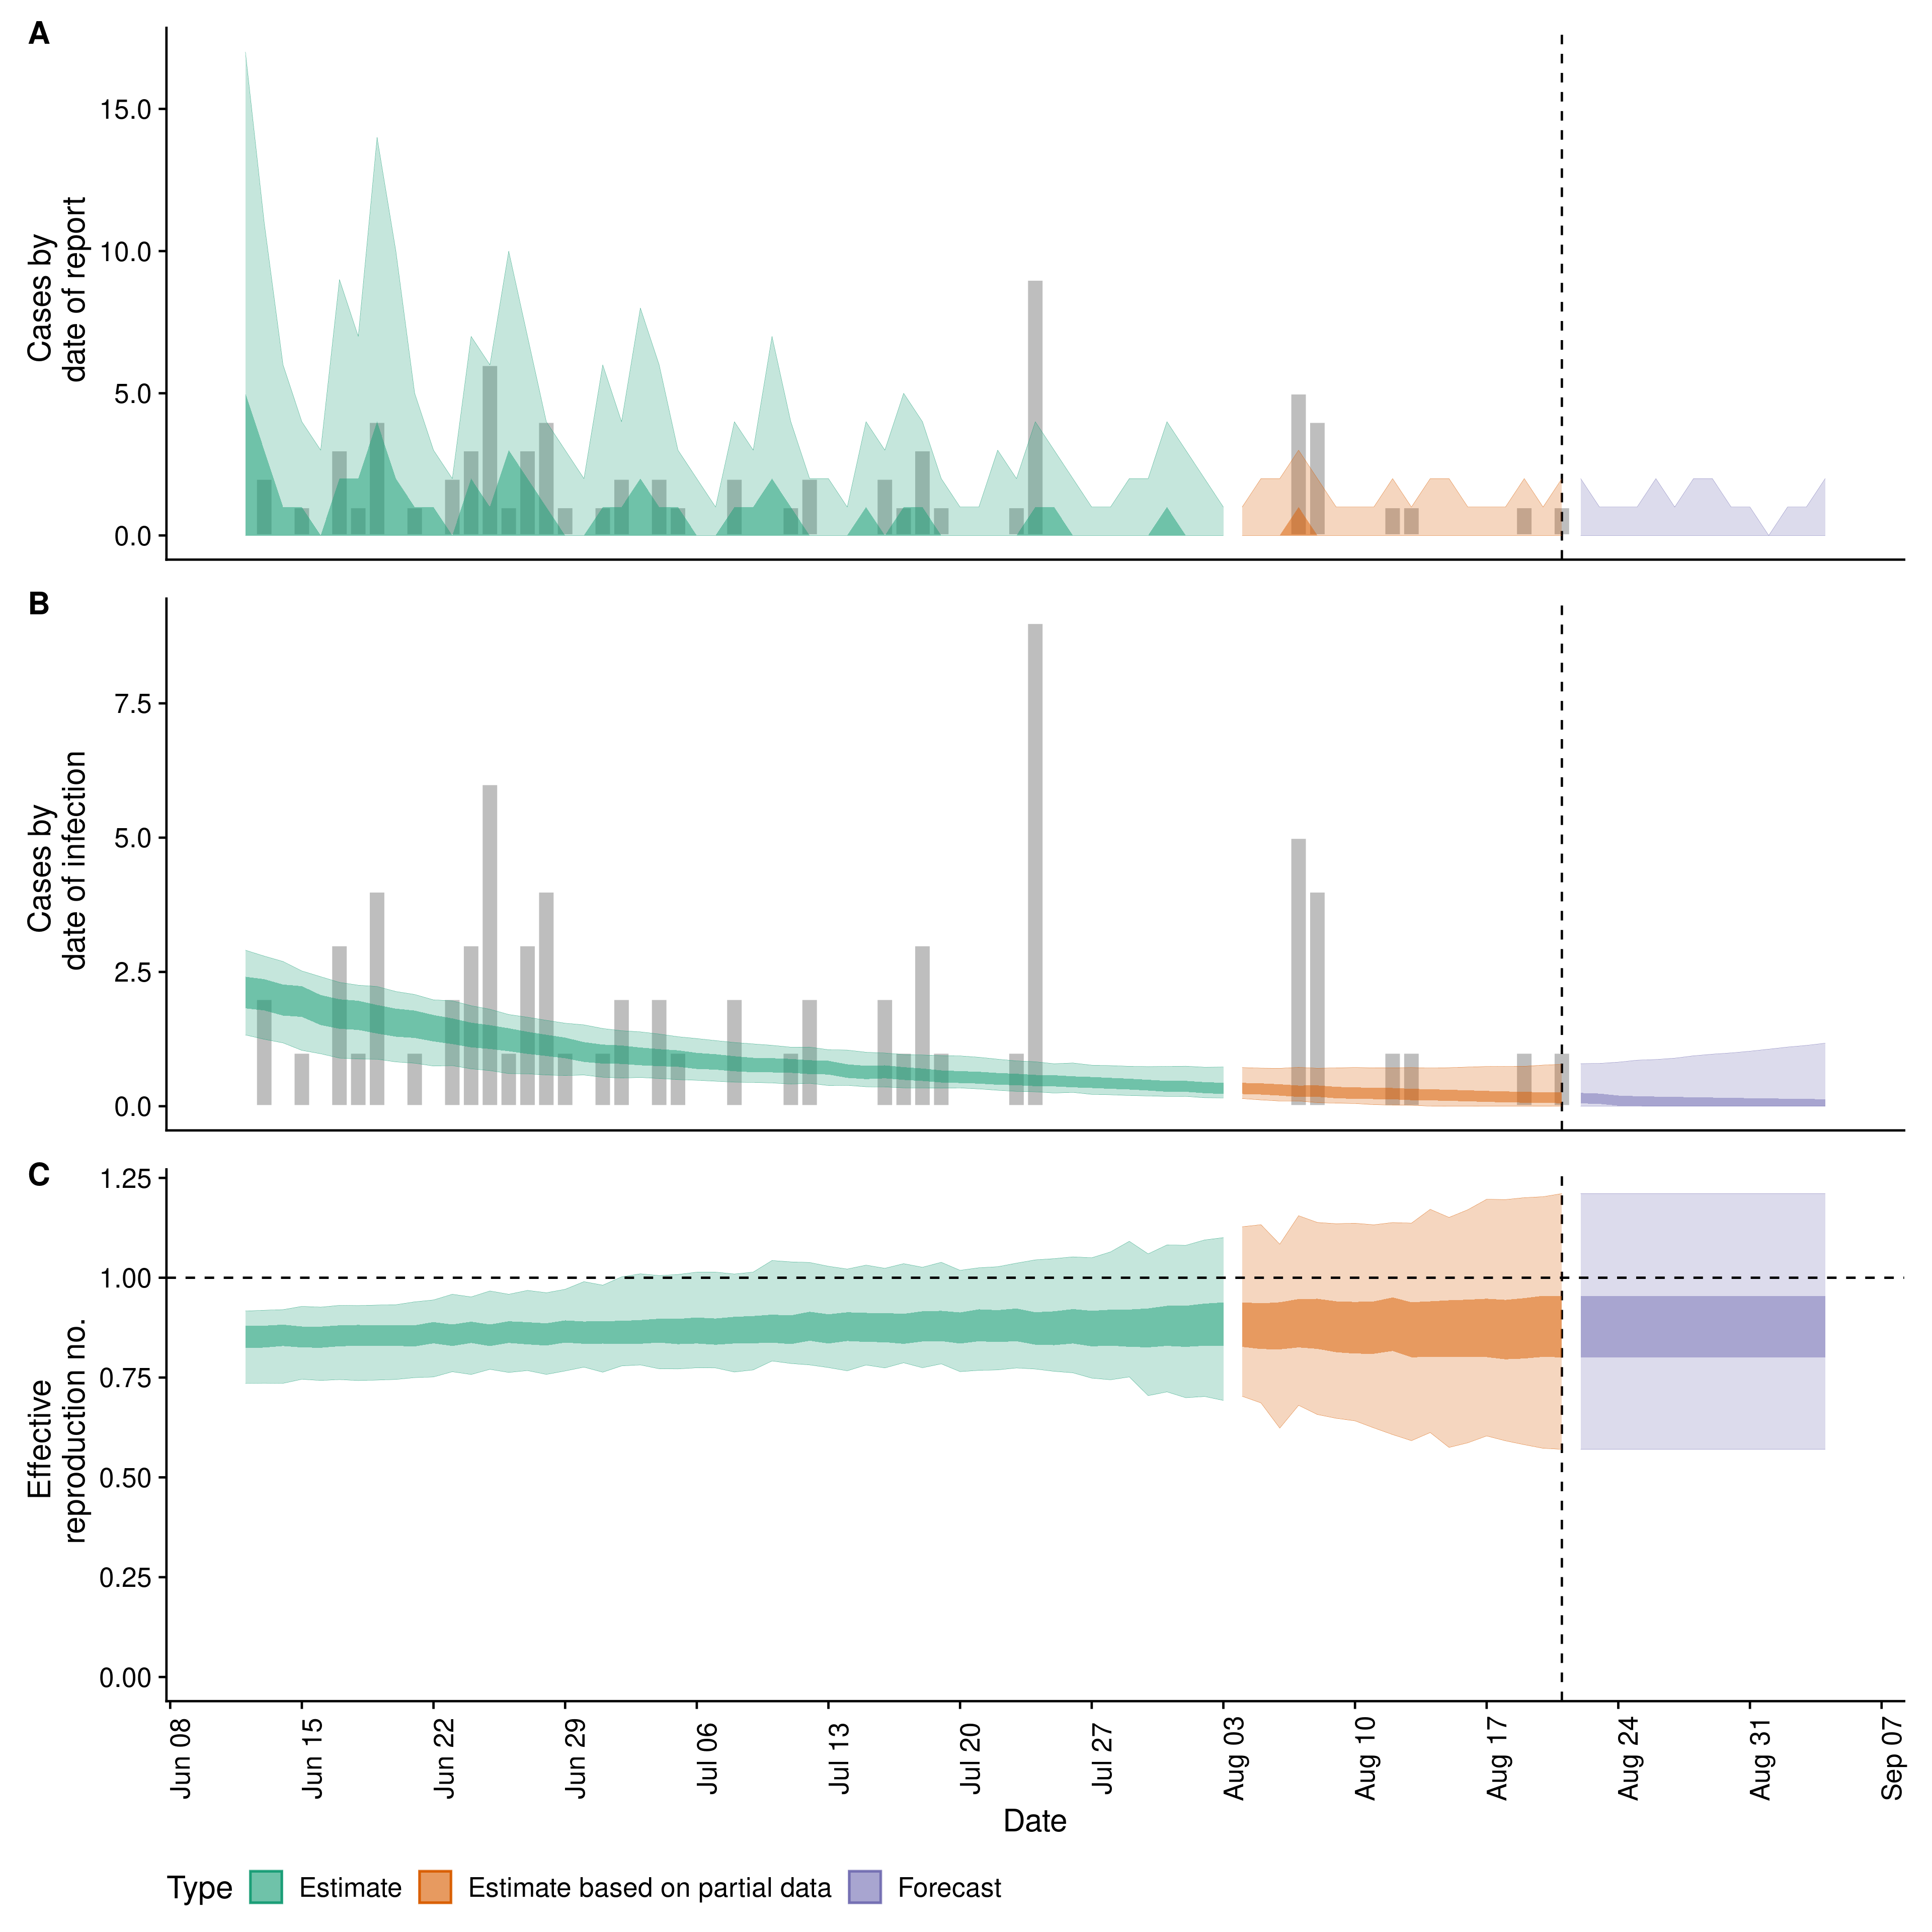 A
Cases by
date of report
15.0
10.0
5.0
0.0
B
Cases by
date of infection
7.5
5.0
2.5
0.0
C
Effective
reproduction no.
1.25
1.00
0.75
0.50
0.25
0.00
Jun 08
Jun 15
Jun 22
Jun 29
Jul 06
Jul 13
Jul 20
Jul 27
Aug 03
Aug 10
Aug 17
Aug 24
Aug 31
Sep 07
Date
Type Estimate Estimate based on partial data Forecast